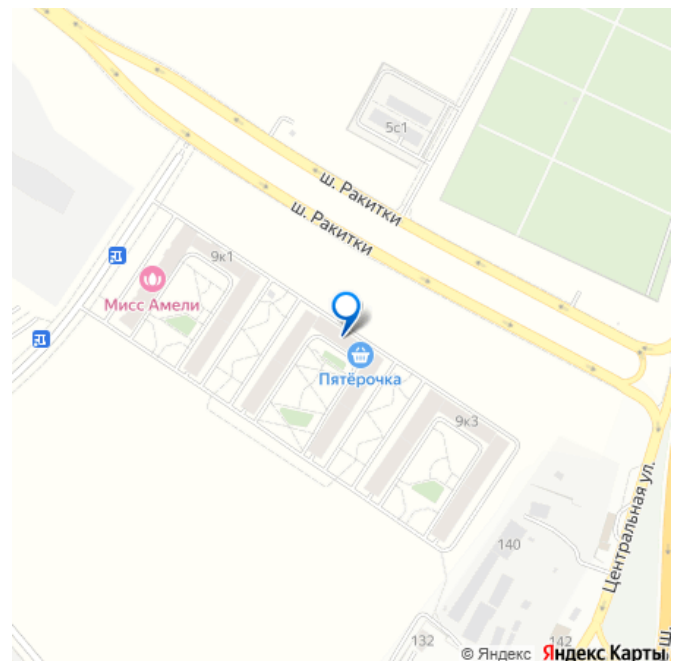 5с1
ш. Ракитки
ш. Ракитки
9к1
Мисс Амели
Пятёрочка
9к3
Центральная ул.
140
132
142
Ш.
© Яндекс Яндекс Карты